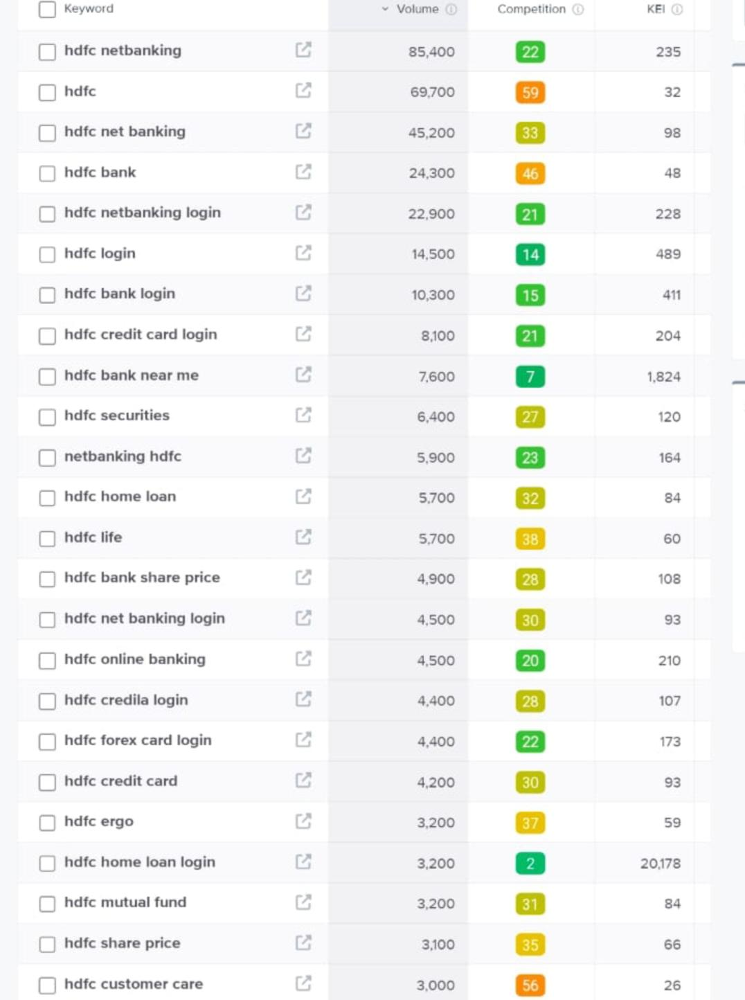 Keyword Volume Competition KEI
hdfc netbanking 85,400 22 235
hdfc 69,700 59 32
hdfc net banking 45,200 33 98
hdfc bank 24,300 46 48
hdfc netbanking login 22,900 21 228
hdfc login 14,500 14 489
hdfc bank login 10,300 15 411
hdfc credit card login 8,100 21 204
hdfc bank near me 7,600 7 1,824
hdfc securities 6,400 27 120
netbanking hdfc 5,900 23 164
hdfc home loan 5,700 32 84
hdfc life 5,700 38 60
hdfc bank share price 4,900 28 108
hdfc net banking login 4,500 30 93
hdfc online banking 4,500 20 210
hdfc credila login 4,400 28 107
hdfc forex card login 4,400 22 173
hdfc credit card 4,200 30 93
hdfc ergo 3,200 37 59
hdfc home loan login 3,200 2 20,178
hdfc mutual fund 3,200 31 84
hdfc share price 3,100 35 66
hdfc customer care 3,000 56 26